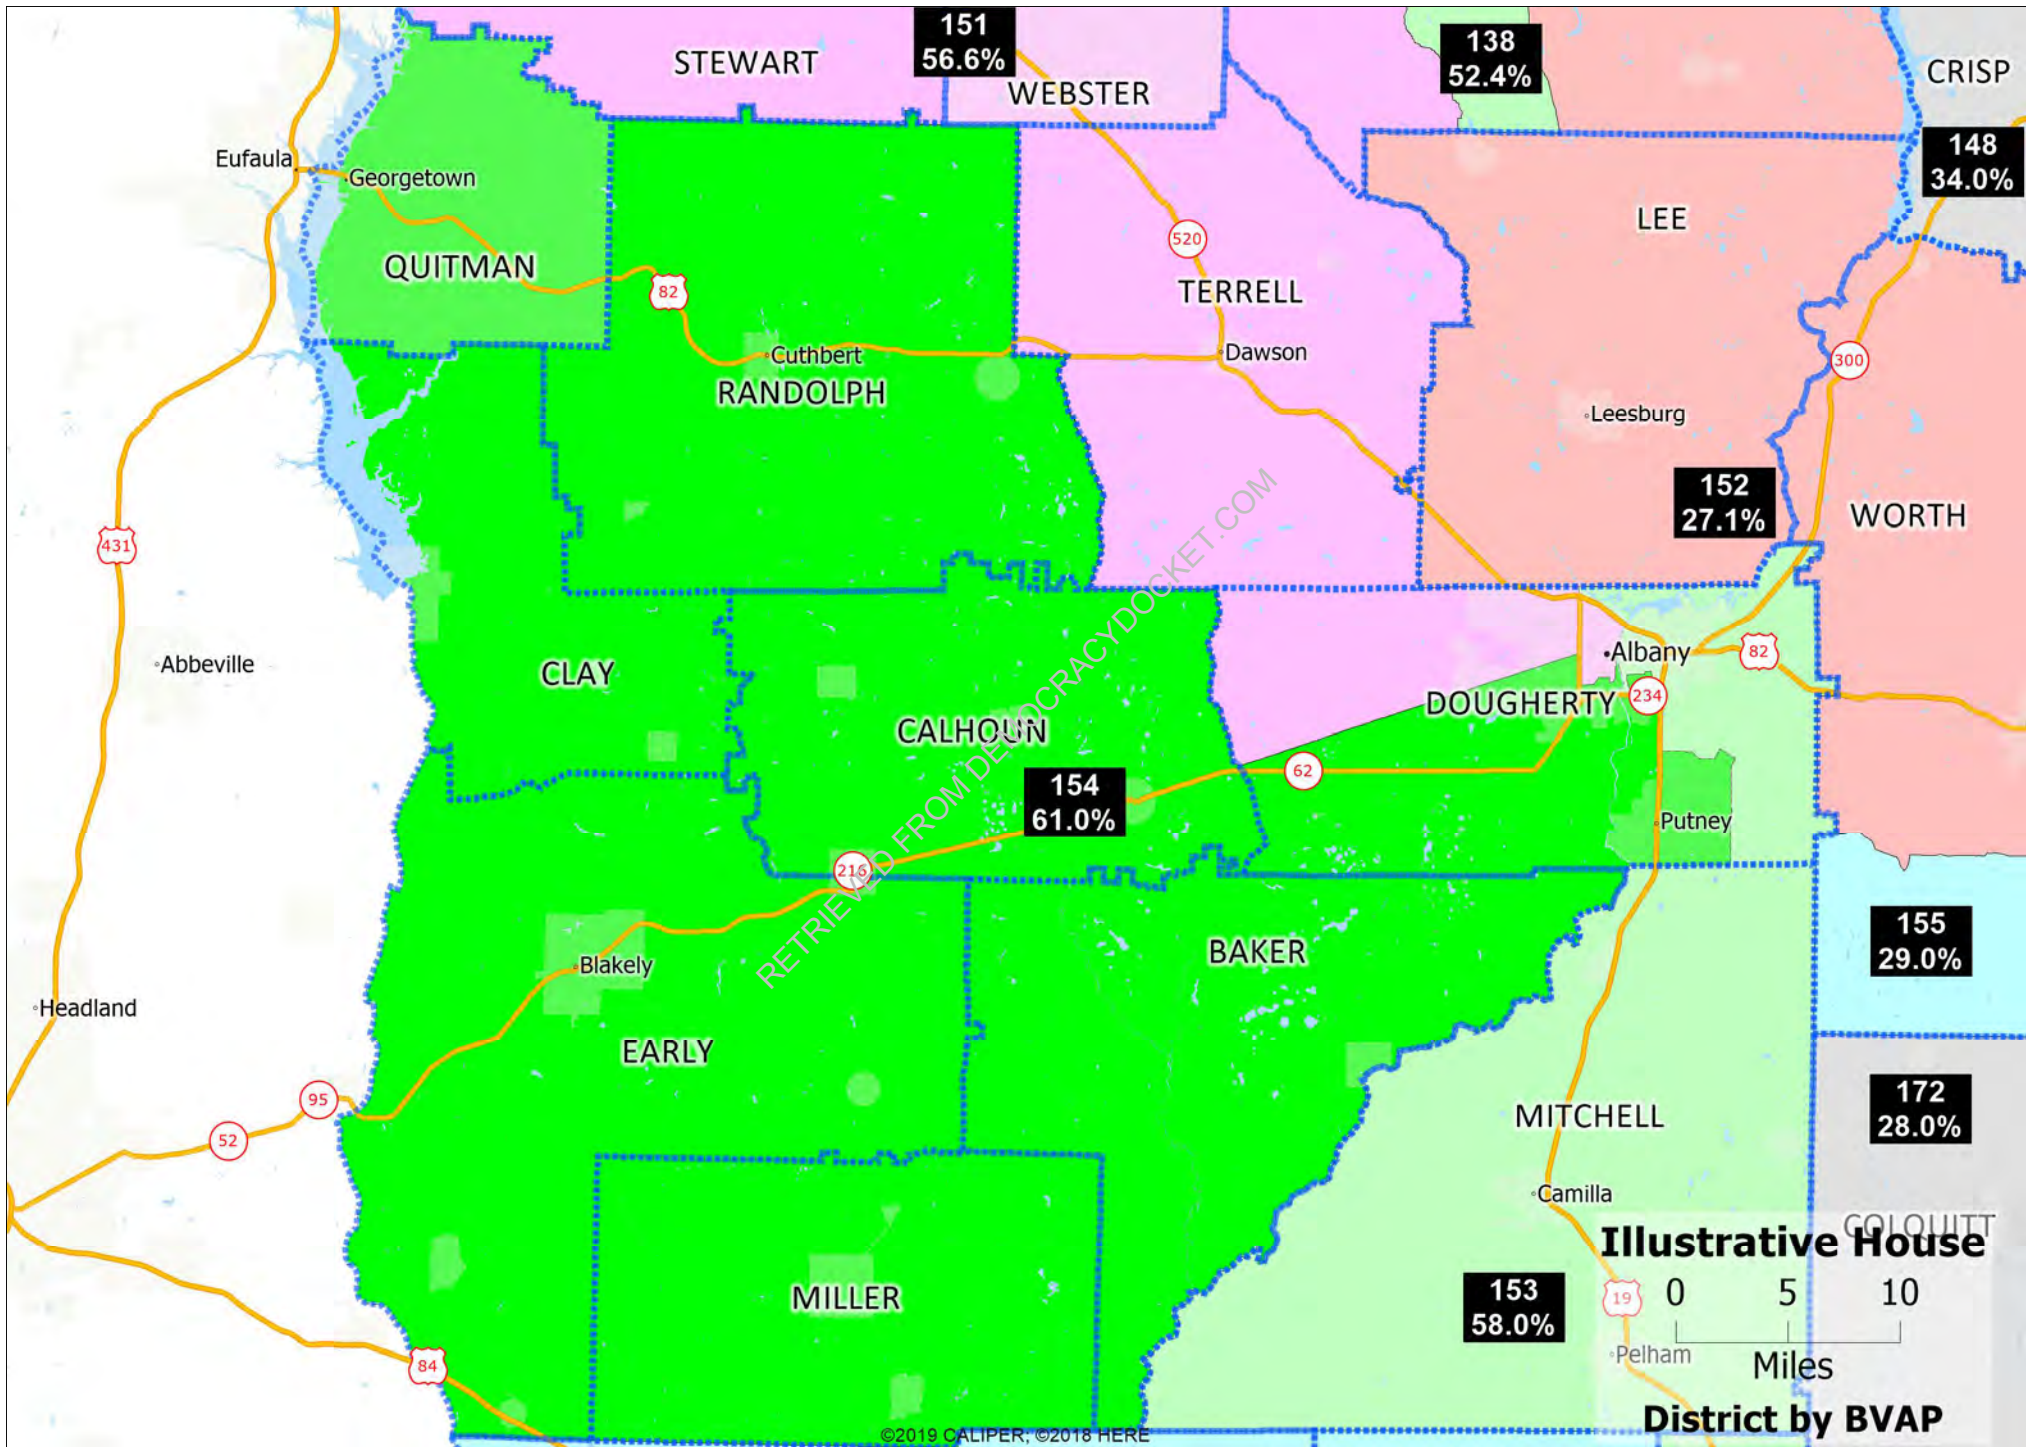 151
56.6%
138
52.4%
STEWART
WEBSTER
CRISP
148
34.0%
Eufaula
Georgetown
LEE
520
QUITMAN
82
TERRELL
Cuthbert
Dawson
300
RANDOLPH
Leesburg
152
27.1%
WORTH
431
Abbeville
CLAY
Albany
82
DOUGHERTY
234
CALHOUN
62
154
61.0%
Putney
216
RETRIEVED FROM DEMOCRACYDOCKET.COM
155
29.0%
BAKER
Blakely
Headland
EARLY
95
52
MITCHELL
172
28.0%
Camilla
COLQUITT
Illustrative House
MILLER
153
58.0%
19
0 5 10
Pelham
Miles
84
District by BVAP
©2019 CALIPER; ©2018 HERE